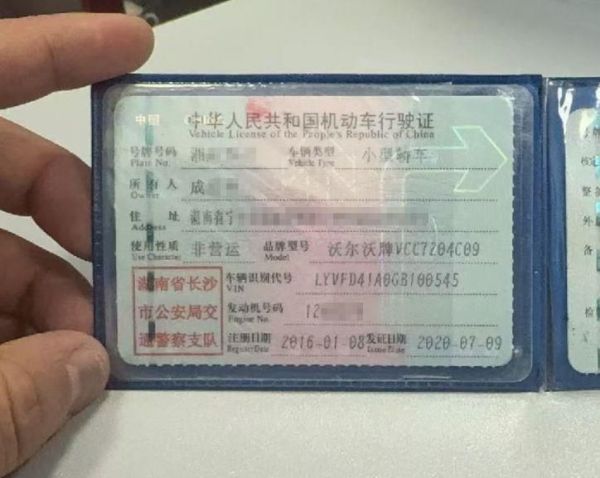 中国
中华人民共和国机动车行驶证
Vehicle License of the People's Republic of China
号牌号码 湘 车辆类型 小型轿车
Plate No. Vehicle Type
所有人 成
Owner
住 址 湖南省宁
Address
使用性质 非营运 品牌型号 沃尔沃牌VCC7204C09
Use Character Model
湖南省长沙
市公安局交
通警察支队
车辆识别代号 LYVFD41A0GB100545
VIN
发动机号码 12
Engine No.
注册日期 2016-01-08 发证日期 2020-07-09
Register Date Issue Date